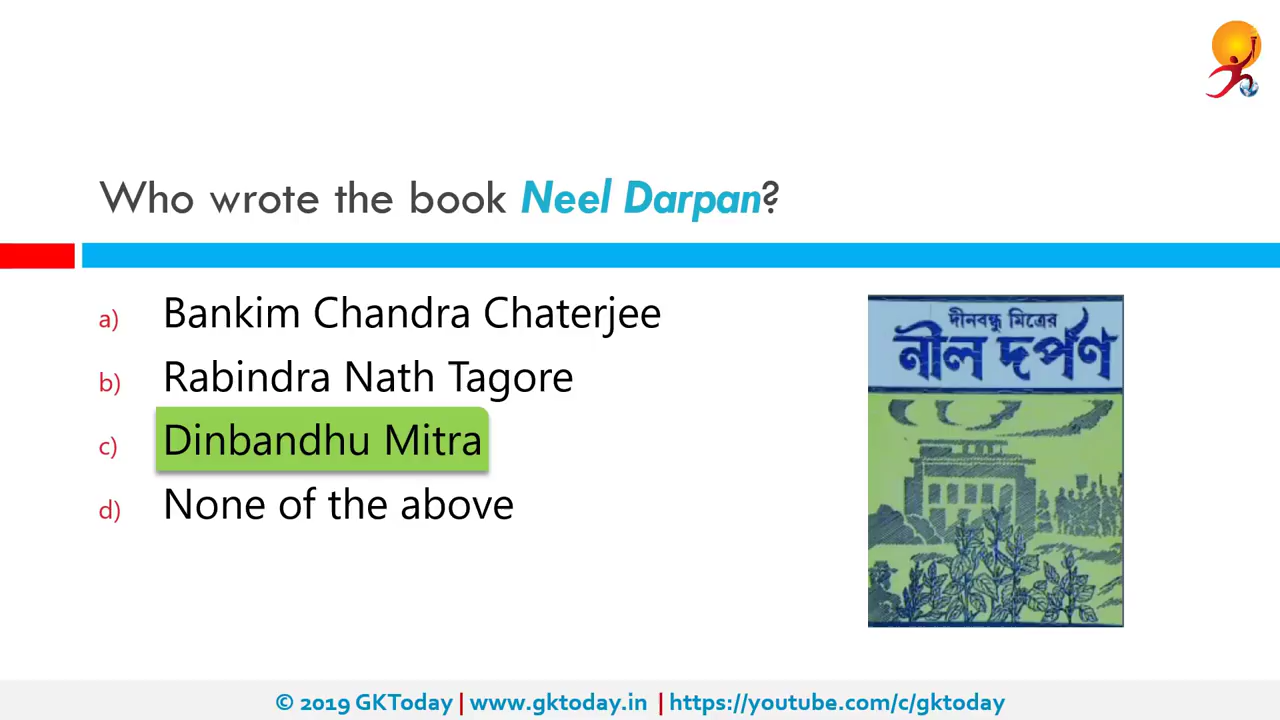 Who wrote the book Neel Darpan?
a) Bankim Chandra Chaterjee
b) Rabindra Nath Tagore
c) Dinbandhu Mitra
d) None of the above
দীনবন্ধু মিত্রের
নীল দর্পণ
© 2019 GKToday | www.gktoday.in | https://youtube.com/c/gktoday